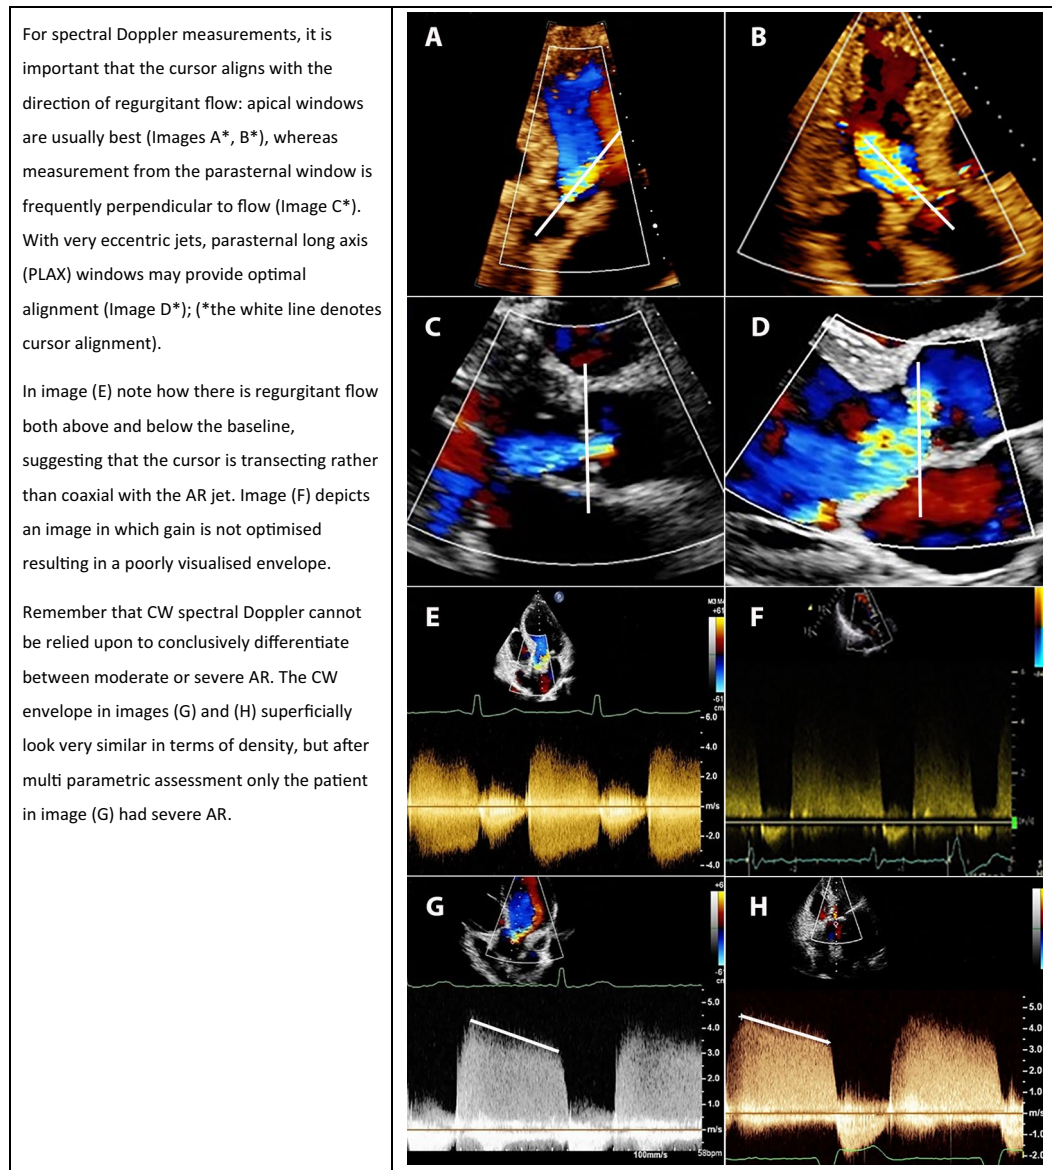 For spectral Doppler measurements, it is
important that the cursor aligns with the
direction of regurgitant flow: apical windows
are usually best (Images A*, B*), whereas
measurement from the parasternal window is
frequently perpendicular to flow (Image C*).
With very eccentric jets, parasternal long axis
(PLAX) windows may provide optimal
alignment (Image D*); (*the white line denotes
cursor alignment).
In image (E) note how there is regurgitant flow
both above and below the baseline,
suggesting that the cursor is transecting rather
than coaxial with the AR jet. Image (F) depicts
an image in which gain is not optimised
resulting in a poorly visualised envelope.
Remember that CW spectral Doppler cannot
be relied upon to conclusively differentiate
between moderate or severe AR. The CW
envelope in images (G) and (H) superficially
look very similar in terms of density, but after
multi parametric assessment only the patient
in image (G) had severe AR.
A
B
C
D
E
M3 M4
+61
-61
cm
6.0
4.0
2.0
m/s
-2.0
-4.0
F
G
+6
-6
cm
5.0
4.0
3.0
2.0
1.0
m/s
100mm/s
58bpm
H
5.0
4.0
3.0
2.0
1.0
m/s
-1.0
-2.0